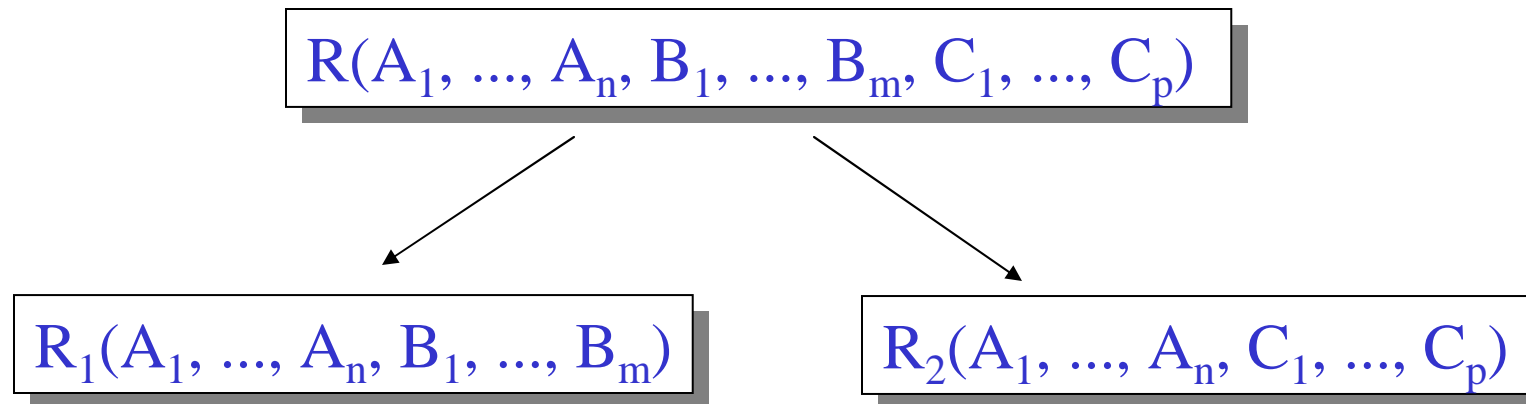 R(A₁, ..., Aₙ, B₁, ..., Bₘ, C₁, ..., Cₚ)
R₁(A₁, ..., Aₙ, B₁, ..., Bₘ)
R₂(A₁, ..., Aₙ, C₁, ..., Cₚ)